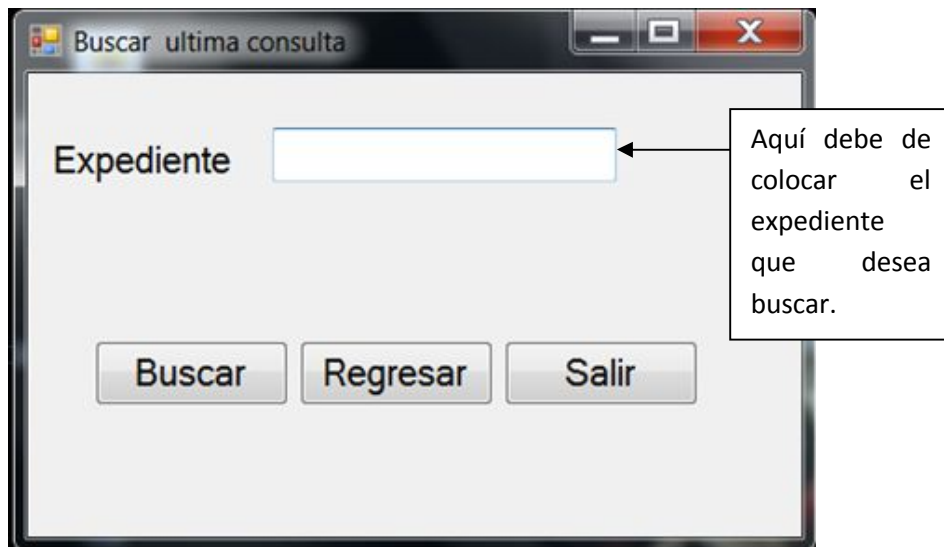 Buscar ultima consulta
Expediente
Aquí debe de
colocar el
expediente
que desea
buscar.
Buscar Regresar Salir